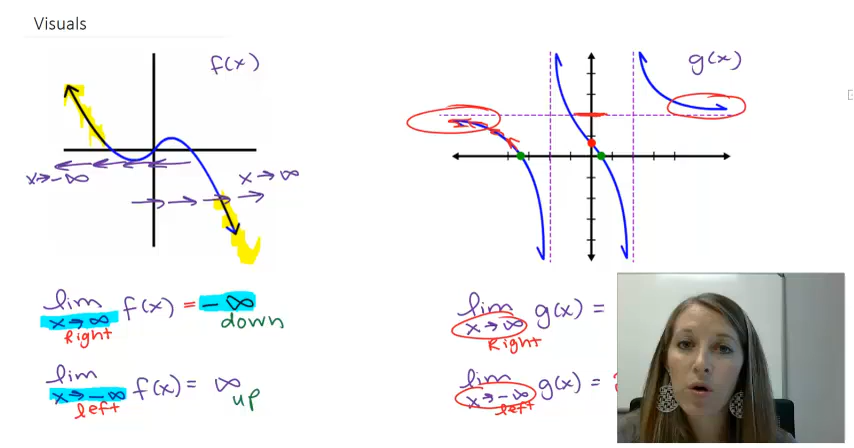 Visuals
f(x)
g(x)
x→-∞
x→∞
lim
x→∞
f(x) = -∞
Right
down
lim
x→-∞
f(x) = ∞
left
up
lim
x→∞
g(x) =
Right
lim
x→-∞
g(x) =
left